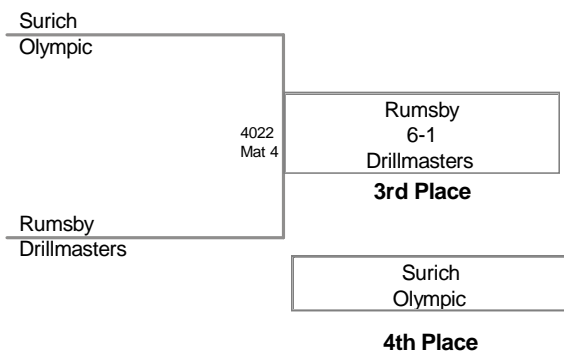 Surich
Olympic
4022
Mat 4
Rumsby
6-1
Drillmasters
3rd Place
Rumsby
Drillmasters
Surich
Olympic
4th Place